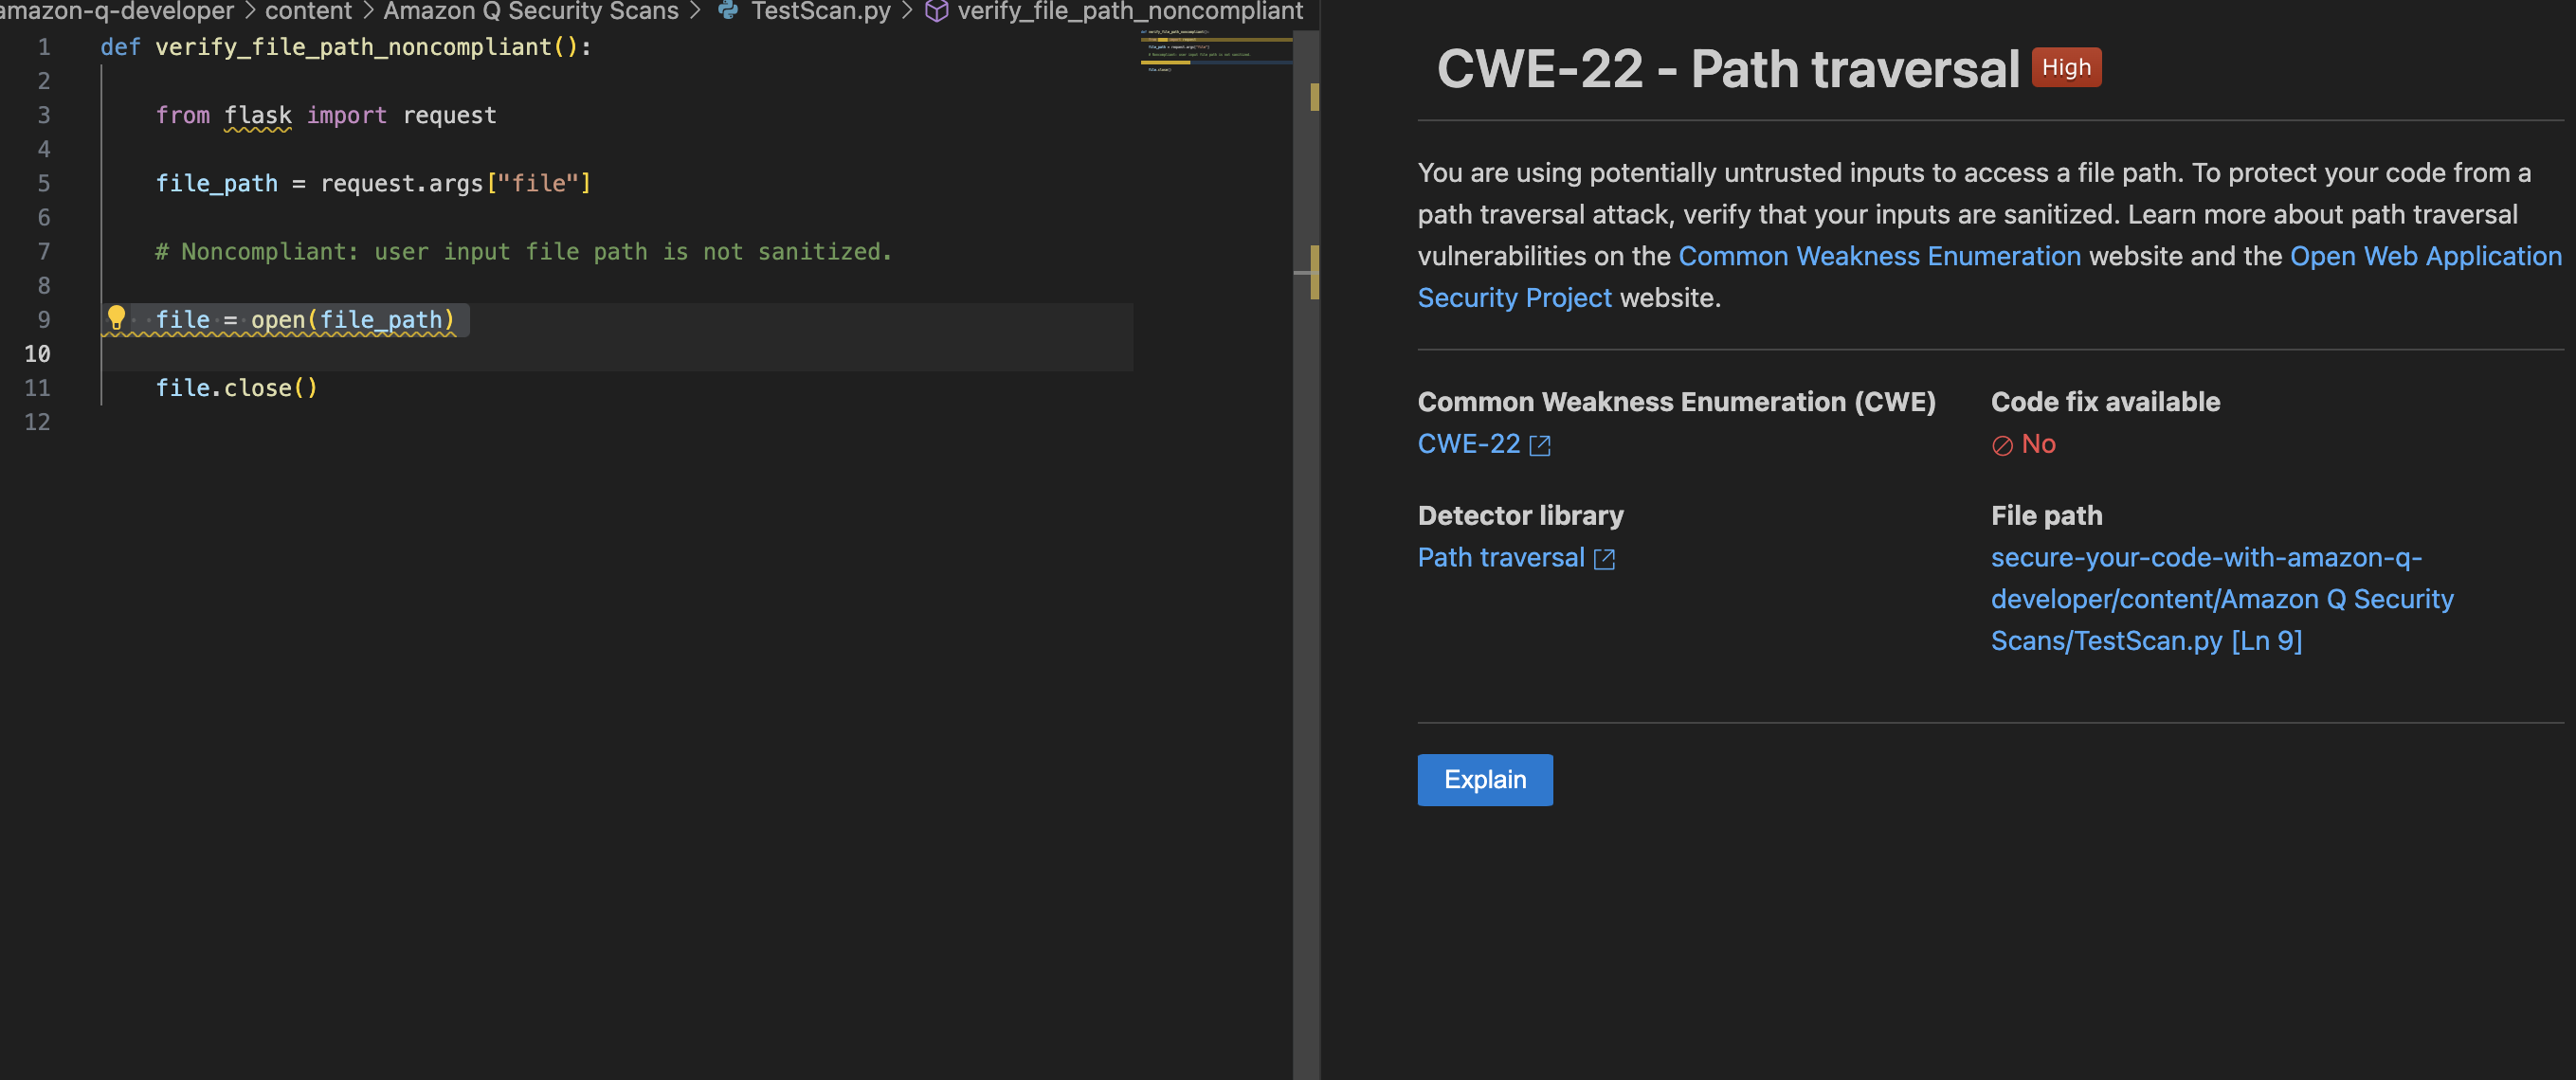 amazon-q-developer > content > Amazon Q Security Scans > TestScan.py > verify_file_path_noncompliant
1 def verify_file_path_noncompliant():
2
3 from flask import request
4
5 file_path = request.args["file"]
6
7 # Noncompliant: user input file path is not sanitized.
8
9 file = open(file_path)
10
11 file.close()
12
CWE-22 - Path traversal High
You are using potentially untrusted inputs to access a file path. To protect your code from a
path traversal attack, verify that your inputs are sanitized. Learn more about path traversal
vulnerabilities on the Common Weakness Enumeration website and the Open Web Application
Security Project website.
Common Weakness Enumeration (CWE)
CWE-22
Code fix available
No
Detector library
Path traversal
File path
secure-your-code-with-amazon-q-
developer/content/Amazon Q Security
Scans/TestScan.py [Ln 9]
Explain